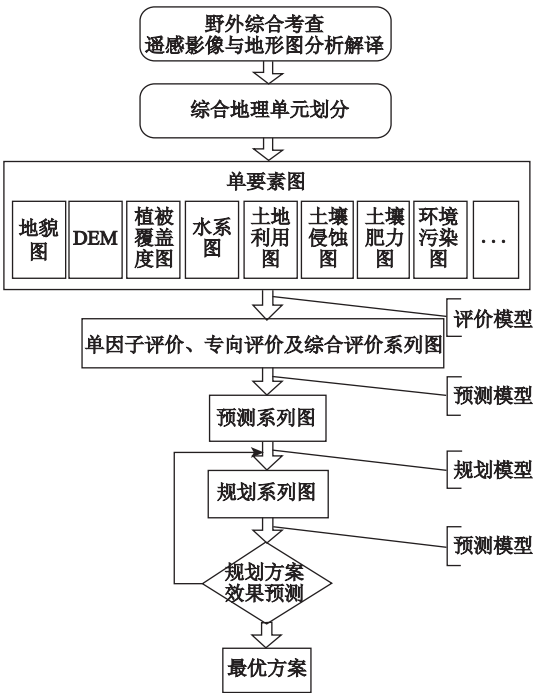 野外综合考查
遥感影像与地形图分析解译
综合地理单元划分
单要素图
地貌
图
DEM
植被
覆盖
度图
水系
图
土地
利用
图
土壤
侵蚀
图
土壤
肥力
图
环境
污染
图
...
评价模型
单因子评价、专向评价及综合评价系列图
预测模型
预测系列图
规划模型
规划系列图
预测模型
规划方案
效果预测
最优方案